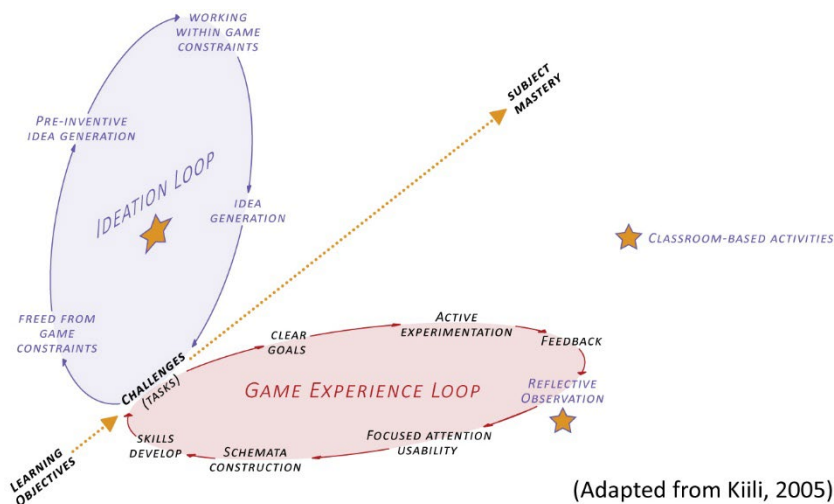 WORKING
WITHIN GAME
CONSTRAINTS
PRE-INVENTIVE
IDEA GENERATION
IDEATION LOOP
IDEA
GENERATION
FREED FROM
GAME
CONSTRAINTS
SUBJECT
MASTERY
CLASSROOM-BASED ACTIVITIES
CHALLENGES
(TASKS)
CLEAR
GOALS
ACTIVE
EXPERIMENTATION
FEEDBACK
GAME EXPERIENCE LOOP
REFLECTIVE
OBSERVATION
FOCUSED ATTENTION
USABILITY
SCHEMATA
CONSTRUCTION
SKILLS
DEVELOP
LEARNING
OBJECTIVES
(Adapted from Kiili, 2005)